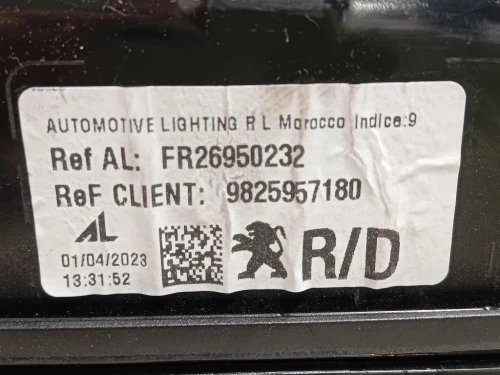 AUTOMOTIVE LIGHTING R L Morocco Indice:9
Ref AL: FR26950232
ReF CLIENT: 9825957180
AL
01/04/2023
13:31:52
R/D